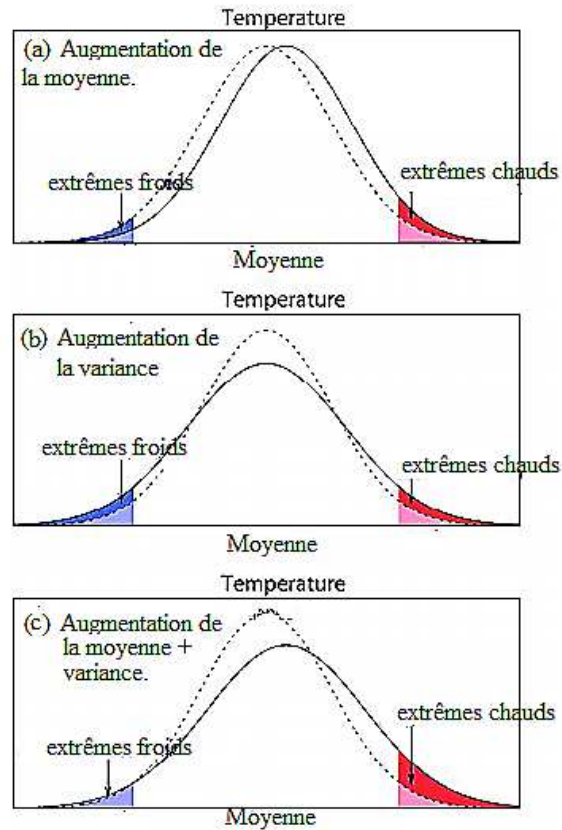 Temperature
(a) Augmentation de
la moyenne.
extrêmes froids
extrêmes chauds
Moyenne
Temperature
(b) Augmentation de
la variance
extrêmes froids
extrêmes chauds
Moyenne
Temperature
(c) Augmentation de
la moyenne +
variance.
extrêmes chauds
extrêmes froids
Moyenne